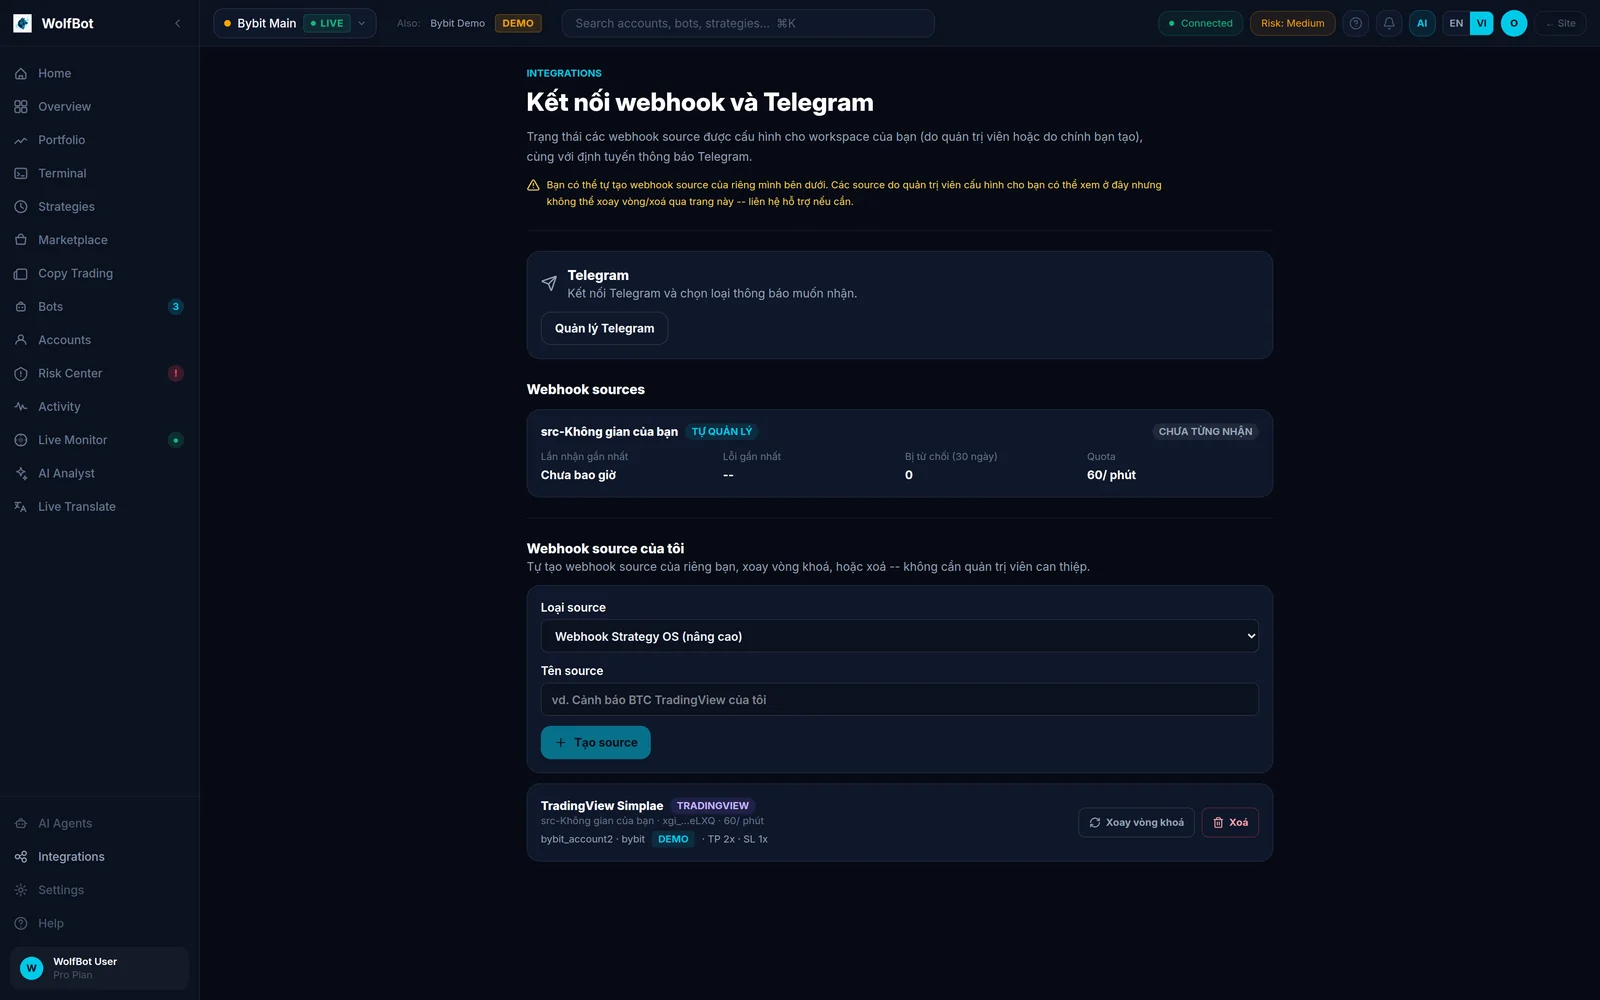 WolfBot
Bybit Main
LIVE
Also:
Bybit Demo
DEMO
Search accounts, bots, strategies... ⌘K
Connected
Risk: Medium
AI
EN
VI
O
← Site
Home
Overview
Portfolio
Terminal
Strategies
Marketplace
Copy Trading
Bots
3
Accounts
Risk Center
!
Activity
Live Monitor
AI Analyst
Live Translate
AI Agents
Integrations
Settings
Help
W
WolfBot User
Pro Plan
INTEGRATIONS
Kết nối webhook và Telegram
Trạng thái các webhook source được cấu hình cho workspace của bạn (do quản trị viên hoặc do chính bạn tạo),
cùng với định tuyến thông báo Telegram.
Bạn có thể tự tạo webhook source của riêng mình bên dưới. Các source do quản trị viên cấu hình cho bạn có thể xem ở đây nhưng
không thể xoay vòng/xoá qua trang này -- liên hệ hỗ trợ nếu cần.
Telegram
Kết nối Telegram và chọn loại thông báo muốn nhận.
Quản lý Telegram
Webhook sources
src-Không gian của bạn
TỰ QUẢN LÝ
CHƯA TỪNG NHẬN
Lần nhận gần nhất
Lỗi gần nhất
Bị từ chối (30 ngày)
Quota
Chưa bao giờ
--
0
60/ phút
Webhook source của tôi
Tự tạo webhook source của riêng bạn, xoay vòng khoá, hoặc xoá -- không cần quản trị viên can thiệp.
Loại source
Webhook Strategy OS (nâng cao)
Tên source
vd. Cảnh báo BTC TradingView của tôi
+ Tạo source
TradingView Simplae
TRADINGVIEW
src-Không gian của bạn · xgi_...eLXQ · 60/ phút
bybit_account2 · bybit DEMO · TP 2x · SL 1x
Xoay vòng khoá
Xoá